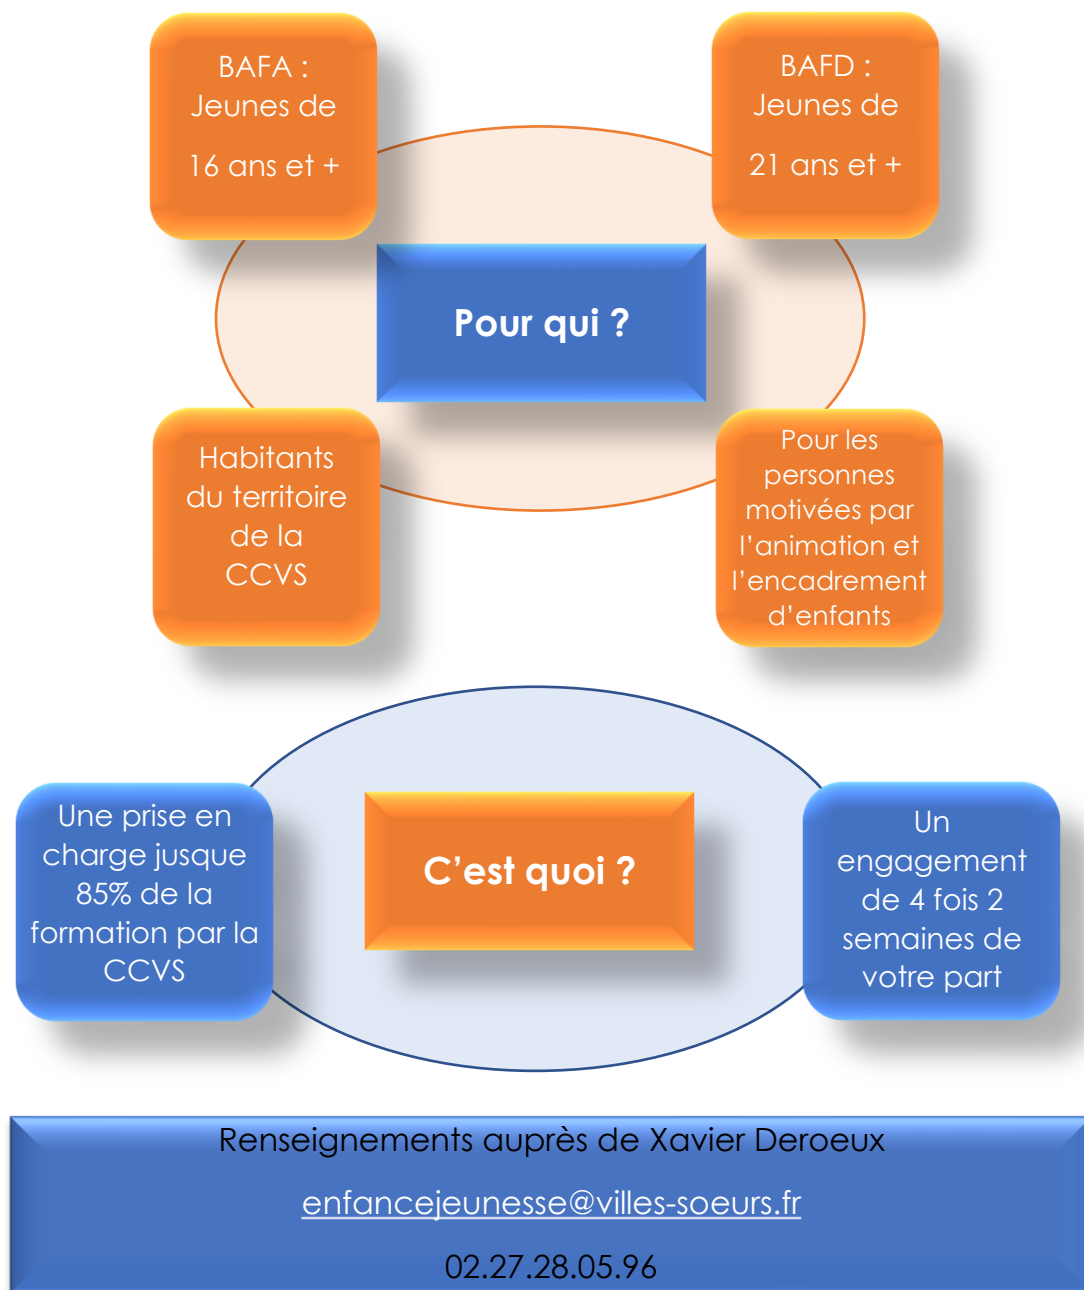 BAFA :
Jeunes de
16 ans et +
BAFD :
Jeunes de
21 ans et +
Pour qui ?
Habitants
du territoire
de la
CCVS
Pour les
personnes
motivées par
l’animation et
l’encadrement
d’enfants
Une prise en
charge jusque
85% de la
formation par la
CCVS
C’est quoi ?
Un
engagement
de 4 fois 2
semaines de
votre part
Renseignements auprès de Xavier Deroeux
enfancejeunesse@villes-soeurs.fr
02.27.28.05.96